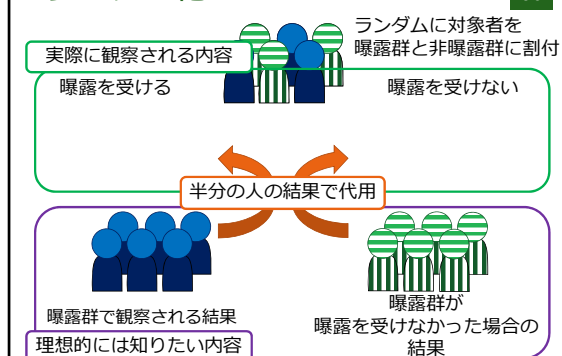 ランダムに対象者を
曝露群と非曝露群に割付
実際に観察される内容
曝露を受ける
曝露を受けない
半分の人の結果で代用
曝露群で観察される結果
曝露群が
曝露を受けなかった場合の
結果
理想的には知りたい内容